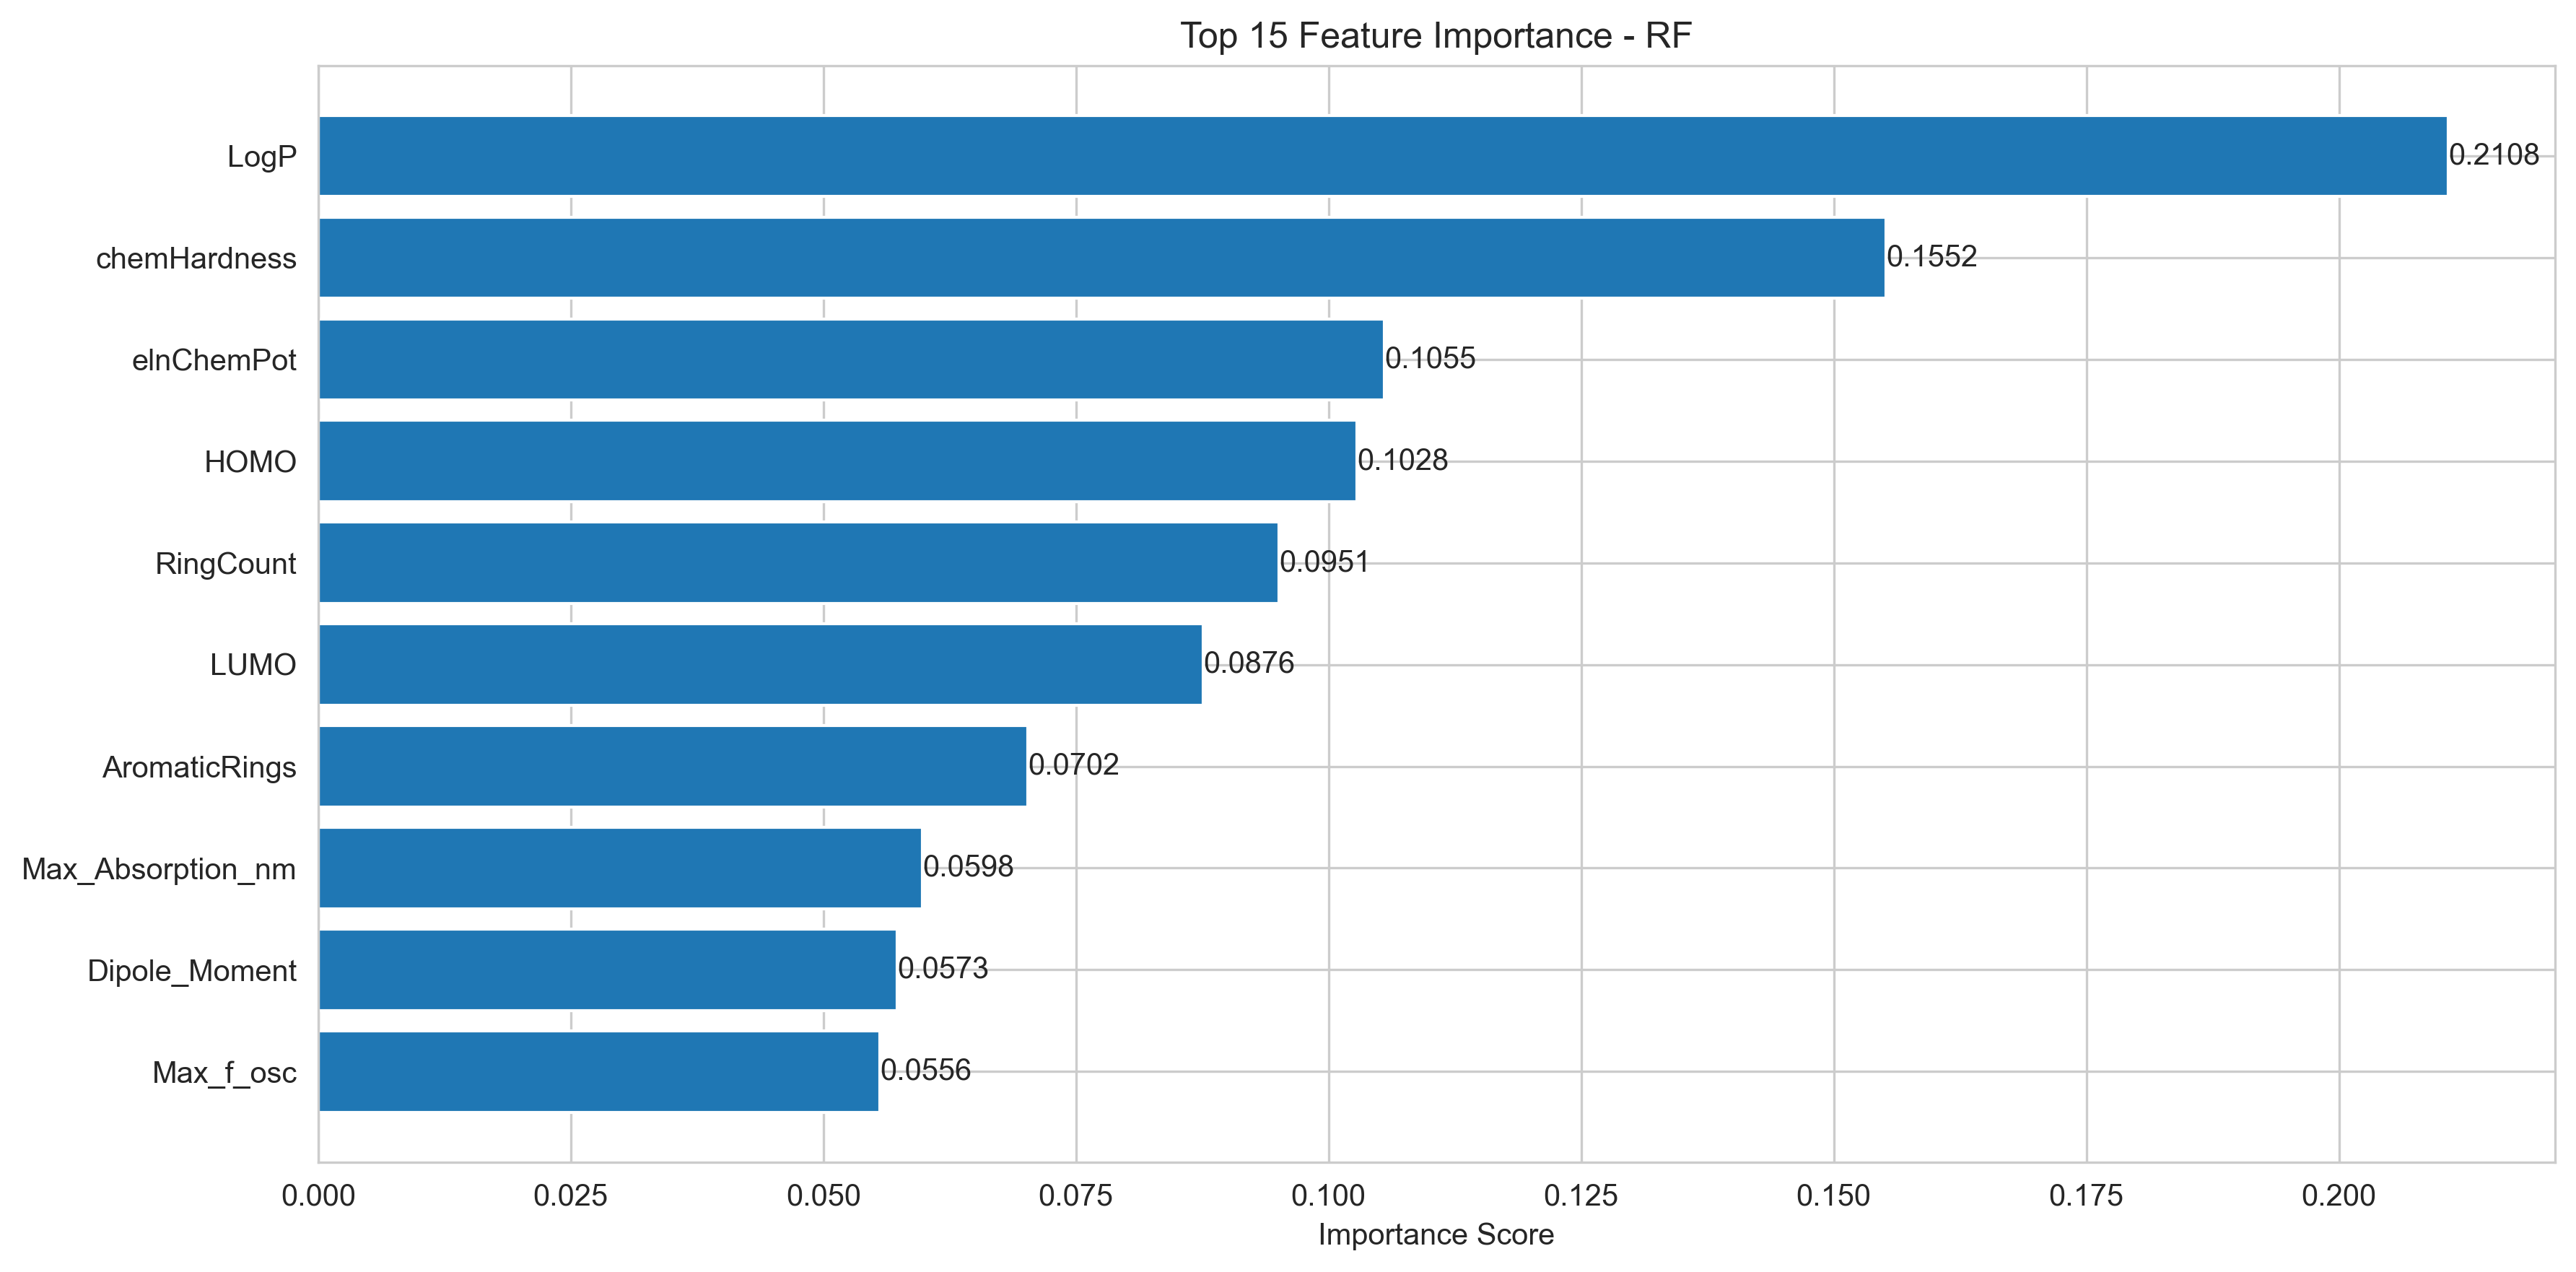 Top 15 Feature Importance - RF
LogP
0.2108
chemHardness
0.1552
elnChemPot
0.1055
HOMO
0.1028
RingCount
0.0951
LUMO
0.0876
AromaticRings
0.0702
Max_Absorption_nm
0.0598
Dipole_Moment
0.0573
Max_f_osc
0.0556
0.000 0.025 0.050 0.075 0.100 0.125 0.150 0.175 0.200
Importance Score